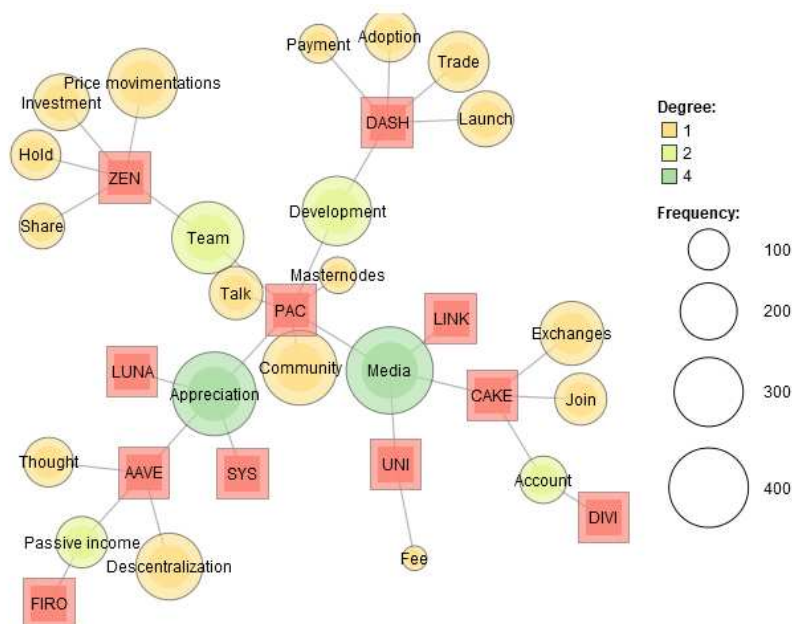 Payment
Adoption
Trade
Launch
DASH
Price movimentations
Investment
Hold
Share
ZEN
Development
Team
Masternodes
Talk
PAC
LINK
Exchanges
Community
Media
LUNA
Appreciation
CAKE
Join
Thought
AAVE
SYS
UNI
Account
DIVI
Passive income
Descentralization
Fee
FIRO
Degree:
1
2
4
Frequency:
100
200
300
400